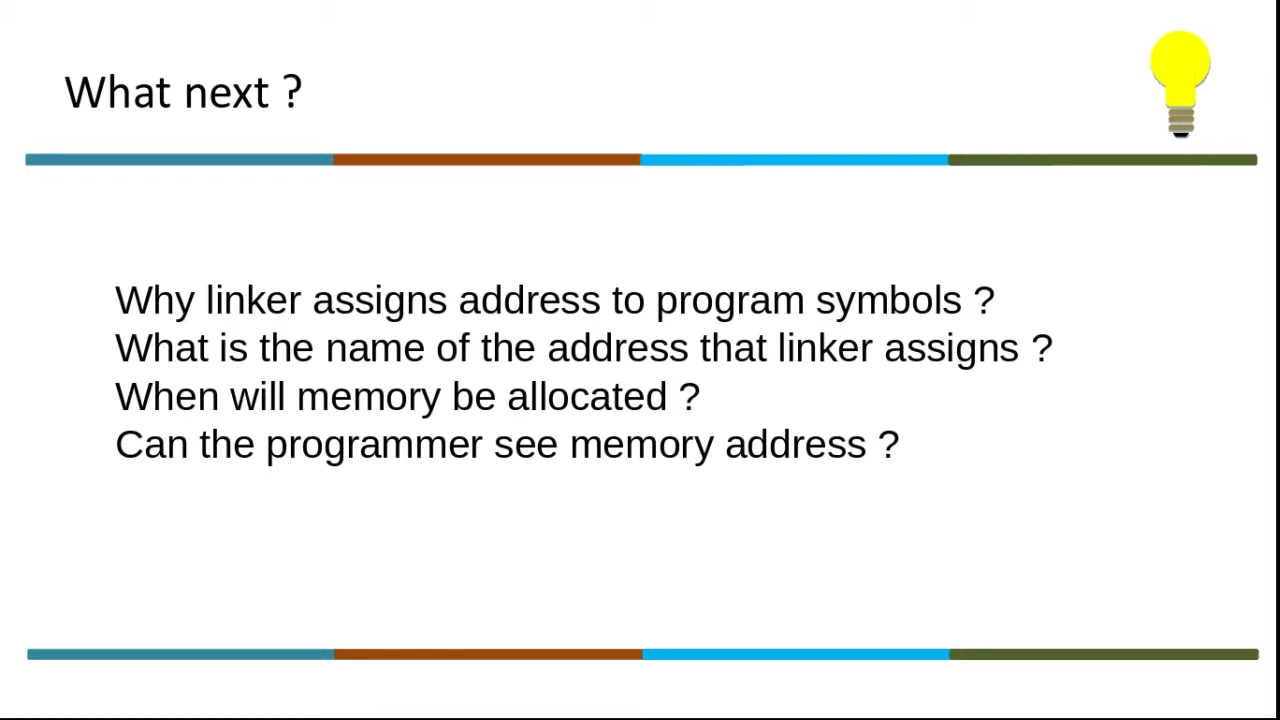 What next ?
Why linker assigns address to program symbols ?
What is the name of the address that linker assigns ?
When will memory be allocated ?
Can the programmer see memory address ?